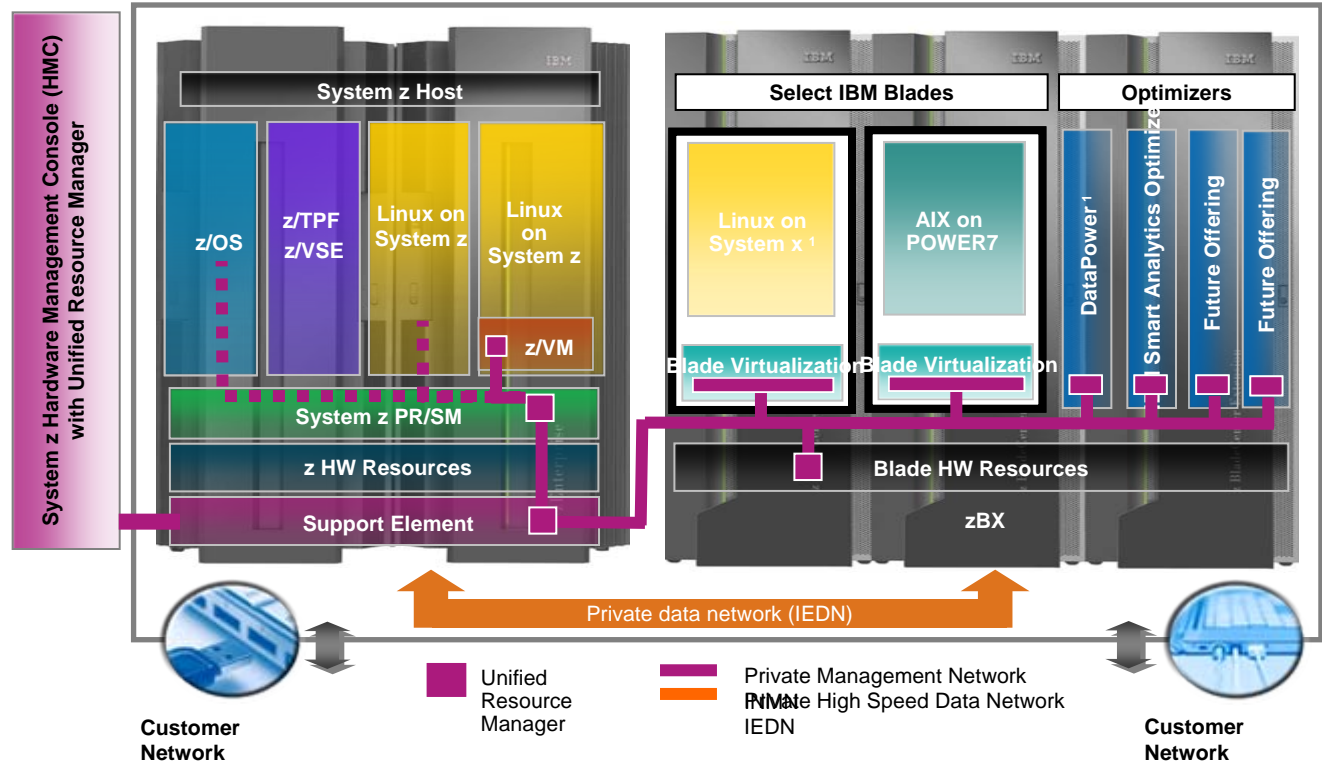 System z Hardware Management Console (HMC)
with Unified Resource Manager
IBM
IBM
IBM
IBM
System z Host
Select IBM Blades
Optimizers
z/OS
z/TPF
z/VSE
Linux on
System z
Linux
on
System z
z/VM
Linux on
System x ¹
AIX on
POWER7
Blade Virtualization
Blade Virtualization
DataPower ¹
Smart Analytics Optimize
Future Offering
Future Offering
System z PR/SM
z HW Resources
Support Element
Blade HW Resources
zBX
Private data network (IEDN)
Unified
Resource
Manager
Private Management Network
INMN
Private High Speed Data Network
IEDN
Customer
Network
Customer
Network